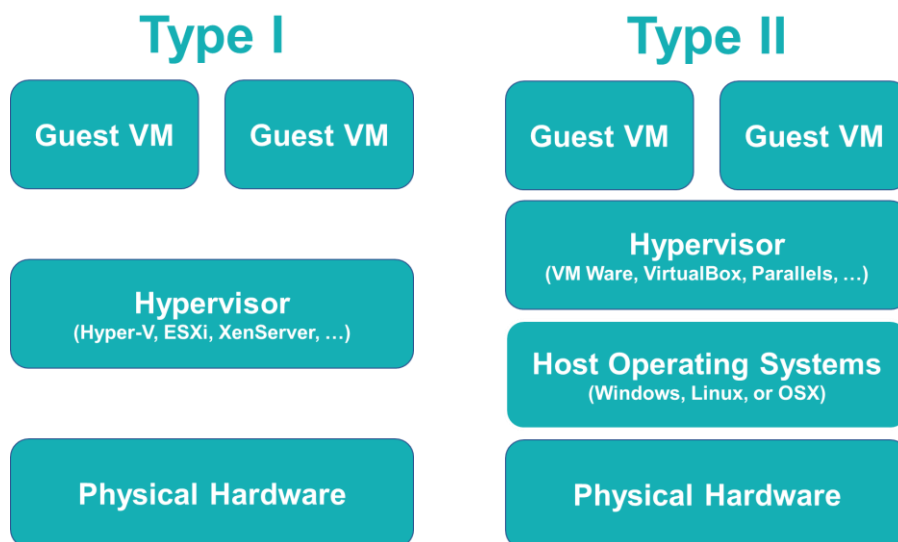 Type I
Guest VM
Guest VM
Hypervisor
(Hyper-V, ESXi, XenServer, ...)
Physical Hardware
Type II
Guest VM
Guest VM
Hypervisor
(VM Ware, VirtualBox, Parallels, ...)
Host Operating Systems
(Windows, Linux, or OSX)
Physical Hardware